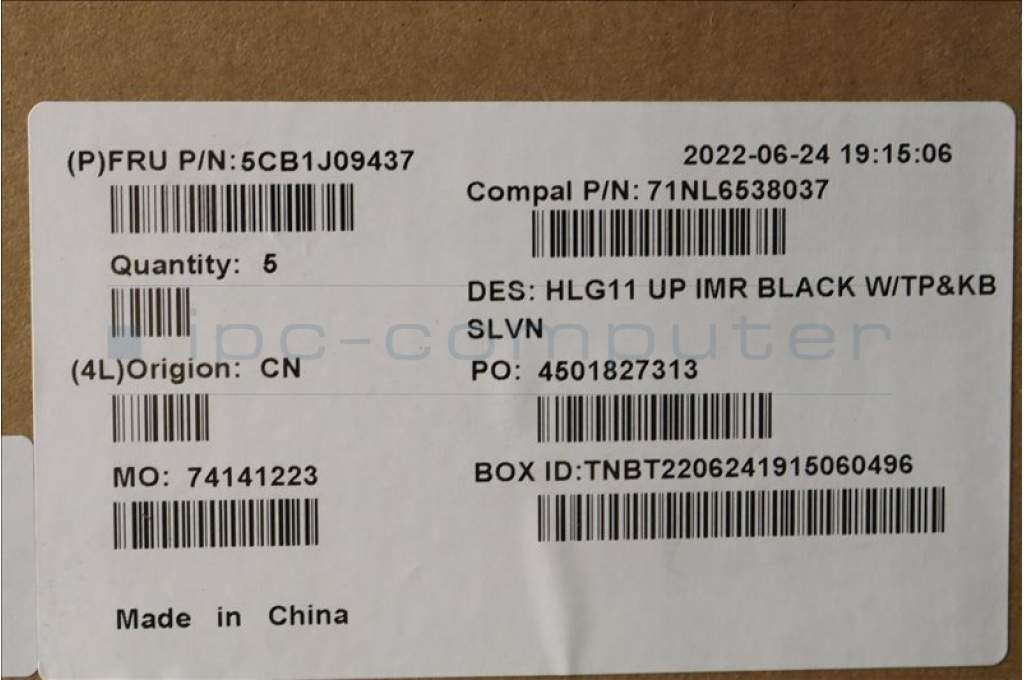 (P)FRU P/N:5CB1J09437
2022-06-24 19:15:06
Compal P/N: 71NL6538037
Quantity: 5
DES: HLG11 UP IMR BLACK W/TP&KB
SLVN
ipc-computer
(4L)Origion: CN
PO: 4501827313
MO: 74141223
BOX ID:TNBT2206241915060496
Made in China